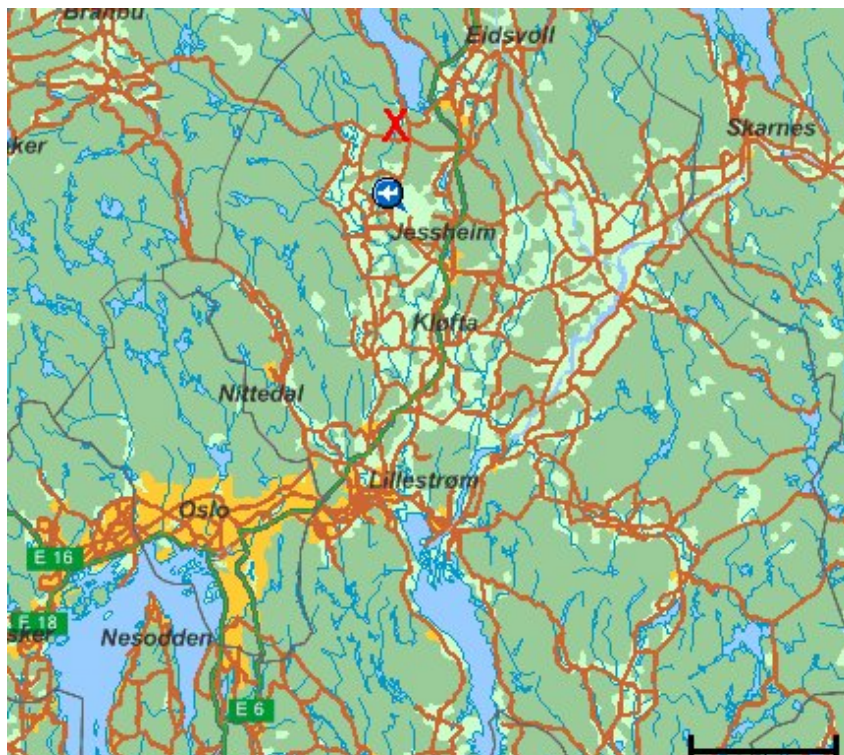 Eidsvoll
Skarnes
Jessheim
Kløfta
Nittedal
Lillestrøm
Oslo
E 16
E 18
Nesodden
E 6